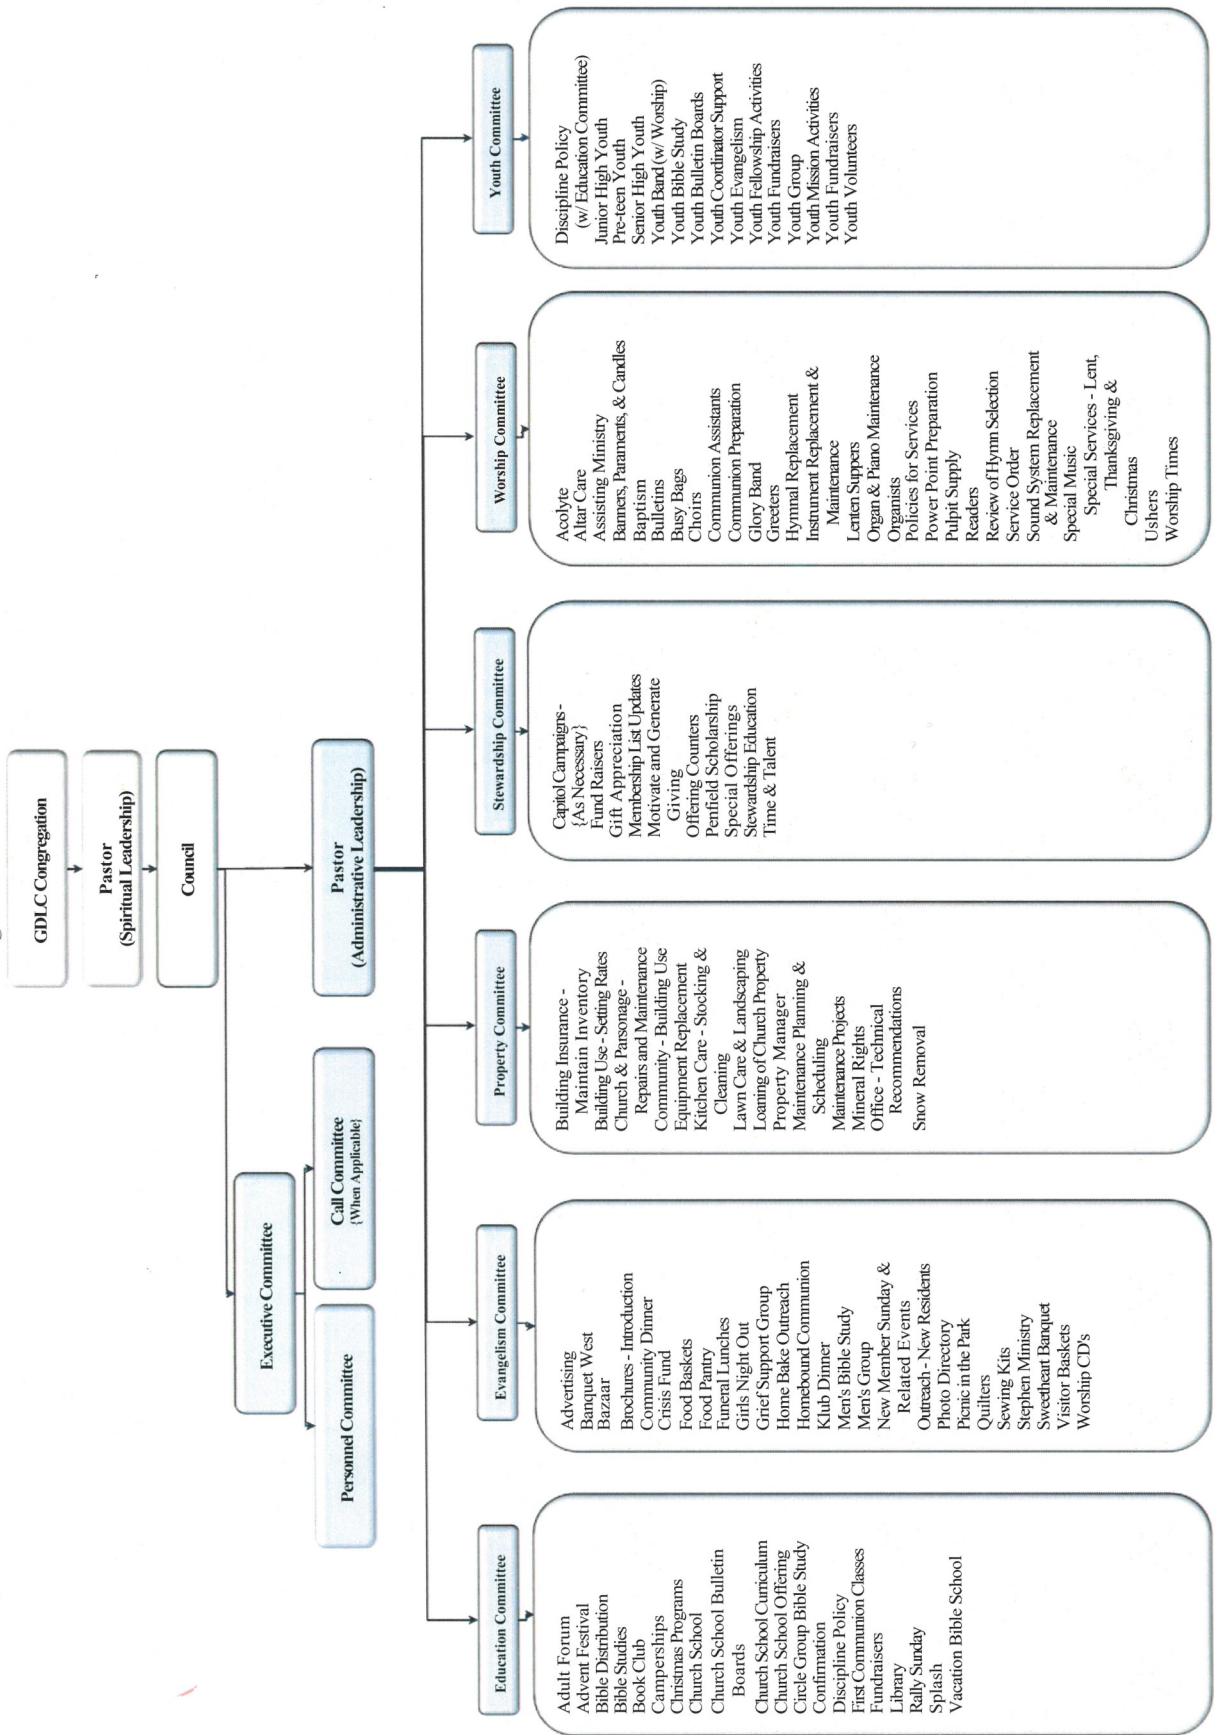 GDLC Congregation
Pastor
(Spiritual Leadership)
Council
Executive Committee
Personnel Committee
Call Committee
{When Applicable}
Pastor
(Administrative Leadership)
Education Committee
Adult Forum
Advent Festival
Bible Distribution
Bible Studies
Book Club
Camperships
Christmas Programs
Church School
Church School Bulletin
Boards
Church School Curiculum
Church School Offering
Circle Group Bible Study
Confirmation
Discipline Policy
First Communion Classes
Fundraisers
Library
Rally Sunday
Splash
Vacation Bible School
Evangelism Committee
Advertising
Banquet West
Bazaar
Brochures - Introduction
Community Dinner
Crisis Fund
Food Baskets
Food Pantry
Funeral Lunches
Girls Night Out
Grief Support Group
Home Bake Outreach
Homebound Communion
Klub Dinner
Men's Bible Study
Men's Group
New Member Sunday &
Related Events
Outreach - New Residents
Photo Directory
Picnic in the Park
Quilters
Sewing Kits
Stephen Ministry
Sweetheart Banquet
Visitor Baskets
Worship CD's
Property Committee
Building Insurance -
Maintain Inventory
Building Use - Setting Rates
Church & Parsonage -
Repairs and Maintenance
Community - Building Use
Equipment Replacement
Kitchen Care - Stocking &
Cleaning
Lawn Care & Landscaping
Loaning of Church Property
Property Manager
Maintenance Planning &
Scheduling
Maintenance Projects
Mineral Rights
Office - Technical
Recommendations
Snow Removal
Stewardship Committee
Capitol Campaigns -
{As Necessary}
Fund Raisers
Gift Appreciation
Membership List Updates
Motivate and Generate
Giving
Offering Counters
Penfield Scholarship
Special Offerings
Stewardship Education
Time & Talent
Worship Committee
Acolyte
Altar Care
Assisting Ministry
Banners, Paraments, & Candles
Baptism
Bulletins
Busy Bags
Choirs
Communion Assistants
Communion Preparation
Glory Band
Greeters
Hymnal Replacement
Instrument Replacement &
Maintenance
Lenten Suppers
Organ & Piano Maintenance
Organists
Policies for Services
Power Point Preparation
Pulpit Supply
Readers
Review of Hymn Selection
Service Order
Sound System Replacement
& Maintenance
Special Music
Special Services - Lent,
Thanksgiving &
Christmas
Ushers
Worship Times
Youth Committee
Discipline Policy
(w/ Education Committee)
Junior High Youth
Pre-teen Youth
Senior High Youth
Youth Band (w/ Worship)
Youth Bible Study
Youth Bulletin Boards
Youth Coordinator Support
Youth Evangelism
Youth Fellowship Activities
Youth Fundraisers
Youth Group
Youth Mission Activities
Youth Fundraisers
Youth Volunteers